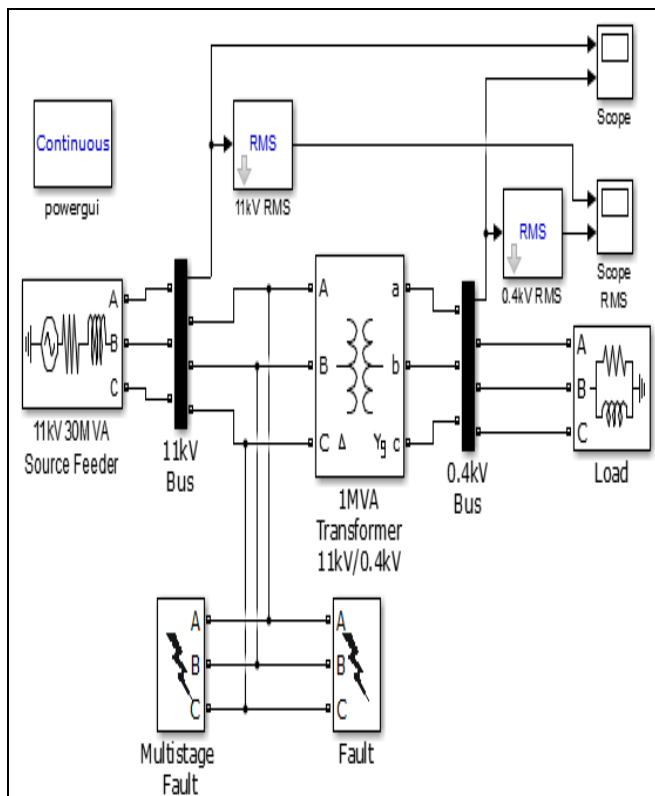 Scope
Continuous
powergui
RMS
11kV RMS
RMS
0.4kV RMS
Scope
RMS
A
B
C
11kV 30MVA
Source Feeder
11kV
Bus
A
B
C
Δ
a
b
Yg
c
1MVA
Transformer
11kV/0.4kV
0.4kV
Bus
A
B
C
Load
A
B
C
Multistage
Fault
A
B
C
Fault